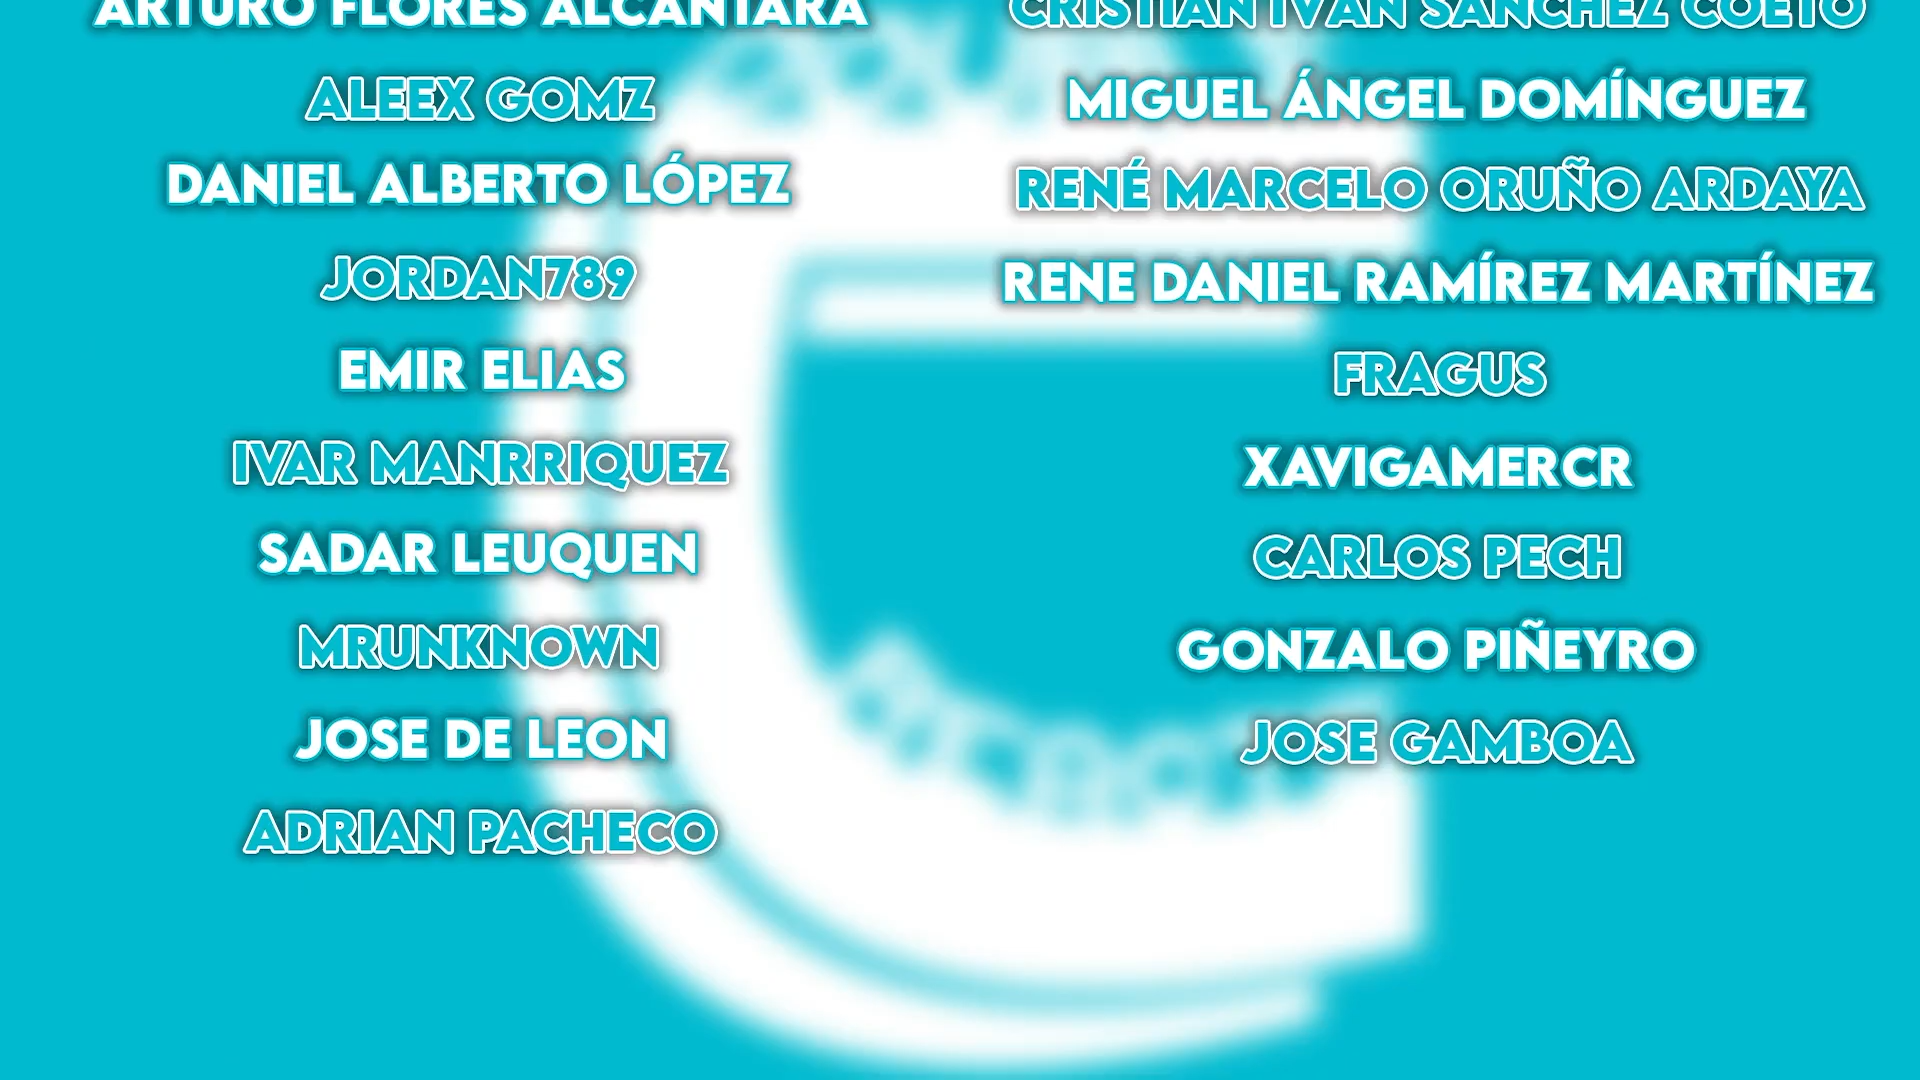 ARTURO FLORES ALCANTARA
ALEEX GOMZ
DANIEL ALBERTO LÓPEZ
JORDAN789
EMIR ELIAS
IVAR MANRRIQUEZ
SADAR LEUQUEN
MRUNKNOWN
JOSE DE LEON
ADRIAN PACHECO
CRISTIAN IVAN SANCHEZ COETO
MIGUEL ÁNGEL DOMÍNGUEZ
RENÉ MARCELO ORUÑO ARDAYA
RENE DANIEL RAMÍREZ MARTÍNEZ
FRAGUS
XAVIGAMERCR
CARLOS PECH
GONZALO PIÑEYRO
JOSE GAMBOA